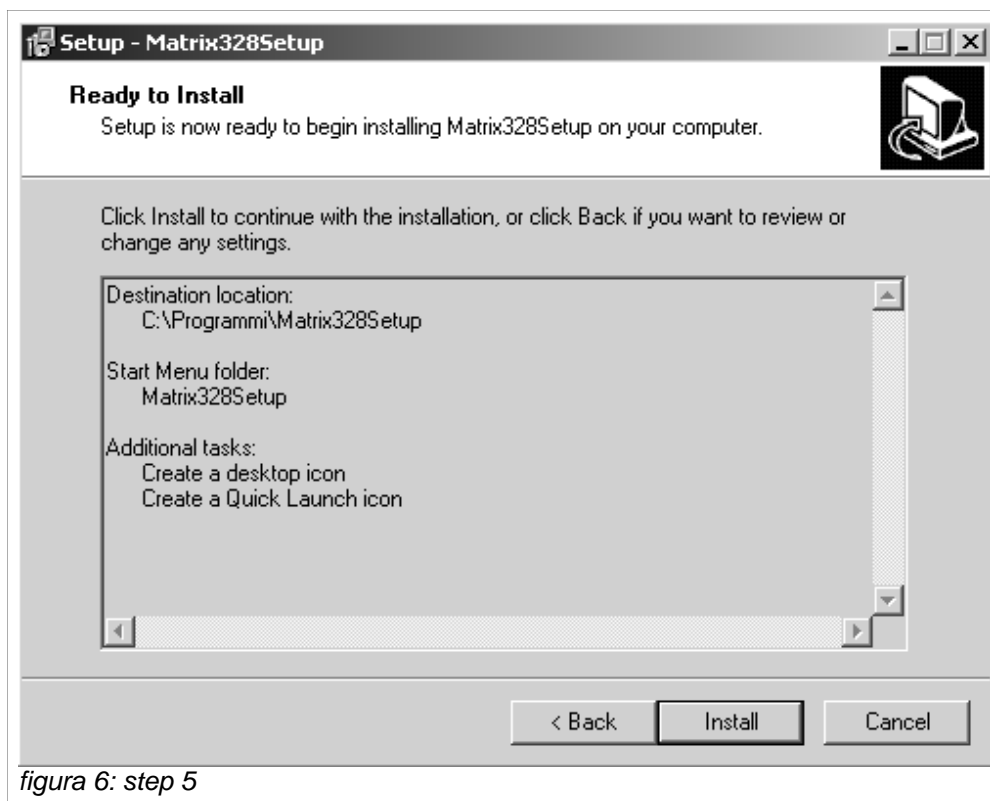 Setup - Matrix328Setup
Ready to Install
Setup is now ready to begin installing Matrix328Setup on your computer.
Click Install to continue with the installation, or click Back if you want to review or
change any settings.
Destination location:
C:\Programmi\Matrix328Setup
Start Menu folder:
Matrix328Setup
Additional tasks:
Create a desktop icon
Create a Quick Launch icon
< Back
Install
Cancel
figura 6: step 5